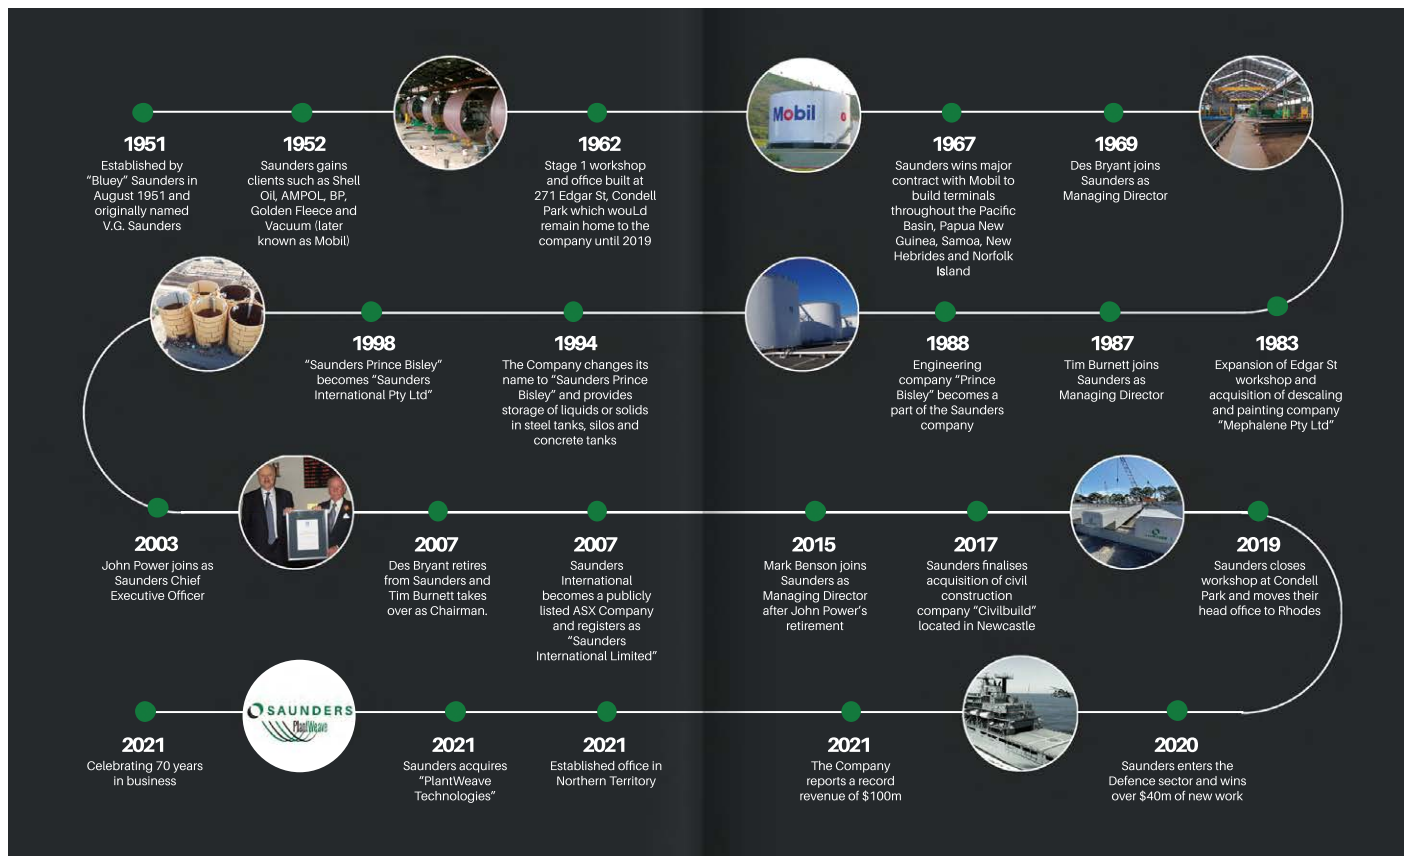 1951
Established by
“Bluey” Saunders in
August 1951 and
originally named
V.G. Saunders
1952
Saunders gains
clients such as Shell
Oil, AMPOL, BP,
Golden Fleece and
Vacuum (later
known as Mobil)
1962
Stage 1 workshop
and office built at
271 Edgar St, Condell
Park which wouLd
remain home to the
company until 2019
Mobil
1967
Saunders wins major
contract with Mobil to
build terminals
throughout the Pacific
Basin, Papua New
Guinea, Samoa, New
Hebrides and Norfolk
Island
1969
Des Bryant joins
Saunders as
Managing Director
1983
Expansion of Edgar St
workshop and
acquisition of descaling
and painting company
“Mephalene Pty Ltd”
1987
Tim Burnett joins
Saunders as
Managing Director
1988
Engineering
company “Prince
Bisley” becomes a
part of the Saunders
company
1994
The Company changes its
name to “Saunders Prince
Bisley” and provides
storage of liquids or solids
in steel tanks, silos and
concrete tanks
1998
“Saunders Prince Bisley”
becomes “Saunders
International Pty Ltd”
2003
John Power joins as
Saunders Chief
Executive Officer
2007
Des Bryant retires
from Saunders and
Tim Burnett takes
over as Chairman.
2007
Saunders
International
becomes a publicly
listed ASX Company
and registers as
“Saunders
International Limited”
2015
Mark Benson joins
Saunders as
Managing Director
after John Power’s
retirement
2017
Saunders finalises
acquisition of civil
construction
company “Civilbuild”
located in Newcastle
2019
Saunders closes
workshop at Condell
Park and moves their
head office to Rhodes
2020
Saunders enters the
Defence sector and wins
over $40m of new work
2021
The Company
reports a record
revenue of $100m
2021
Established office in
Northern Territory
2021
Saunders acquires
“PlantWeave
Technologies”
SAUNDERS
PlantWeave
2021
Celebrating 70 years
in business